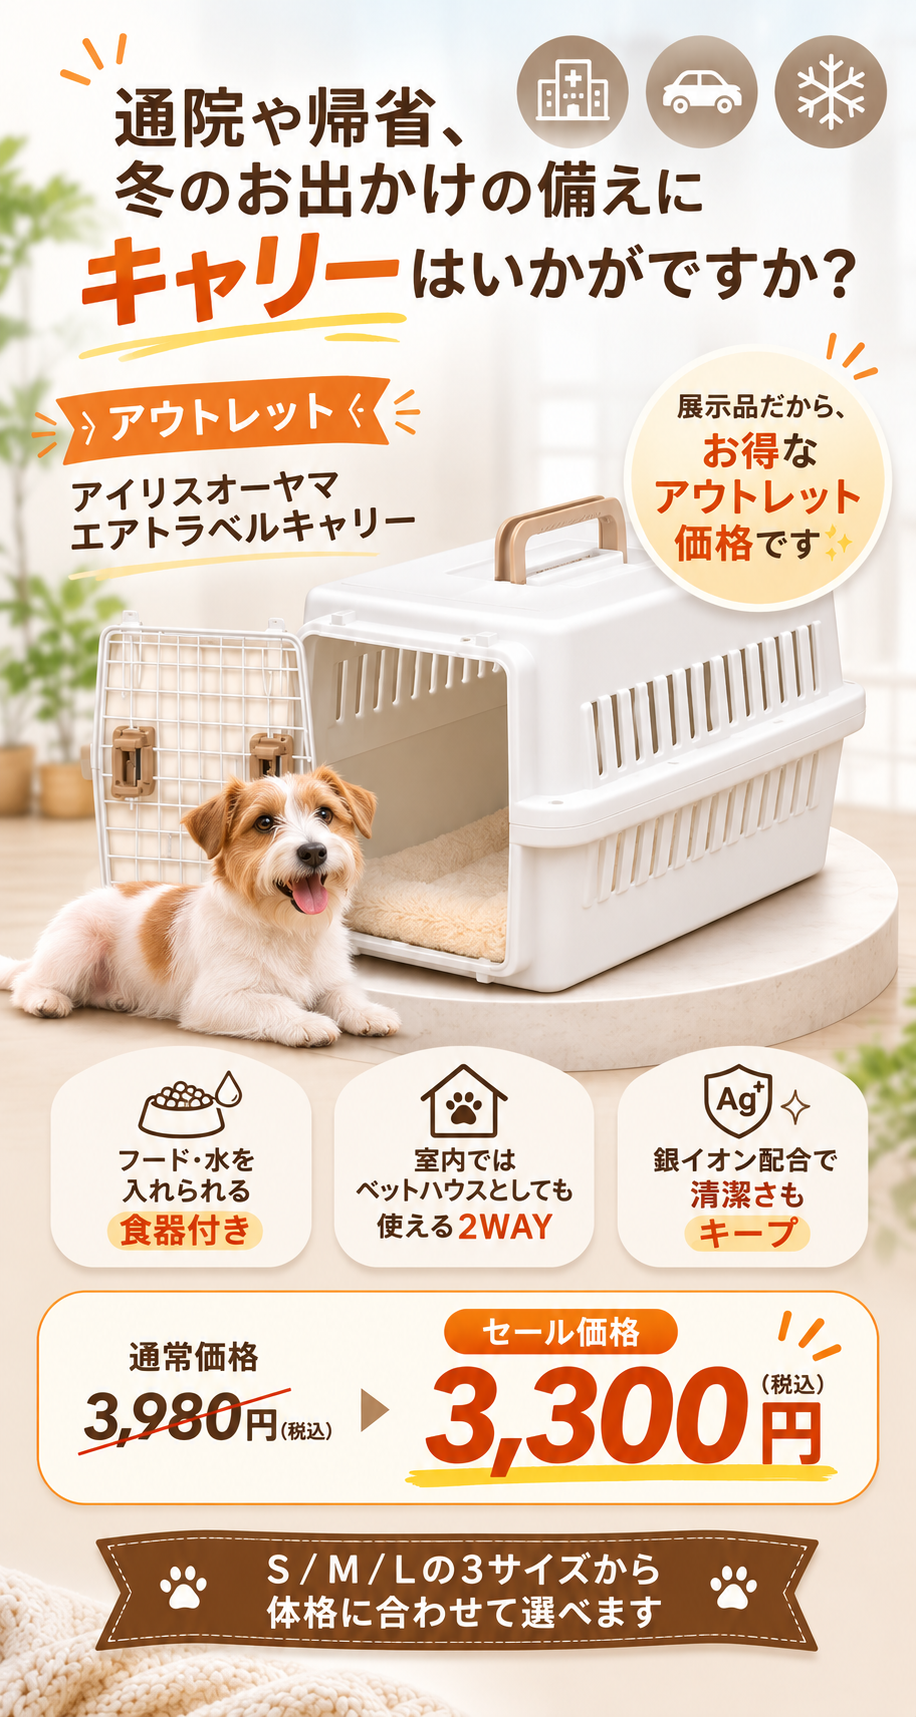 通院や帰省、
冬のお出かけの備えに
キャリーはいかがですか？
アウトレット
アイリスオーヤマ
エアトラベルキャリー
展示品だから、
お得な
アウトレット
価格です
フード・水を
入れられる
食器付き
室内では
ペットハウスとしても
使える2WAY
Ag+
銀イオン配合で
清潔さも
キープ
通常価格
3,980円(税込)
セール価格
3,300円(税込)
S/M/Lの3サイズから
体格に合わせて選べます